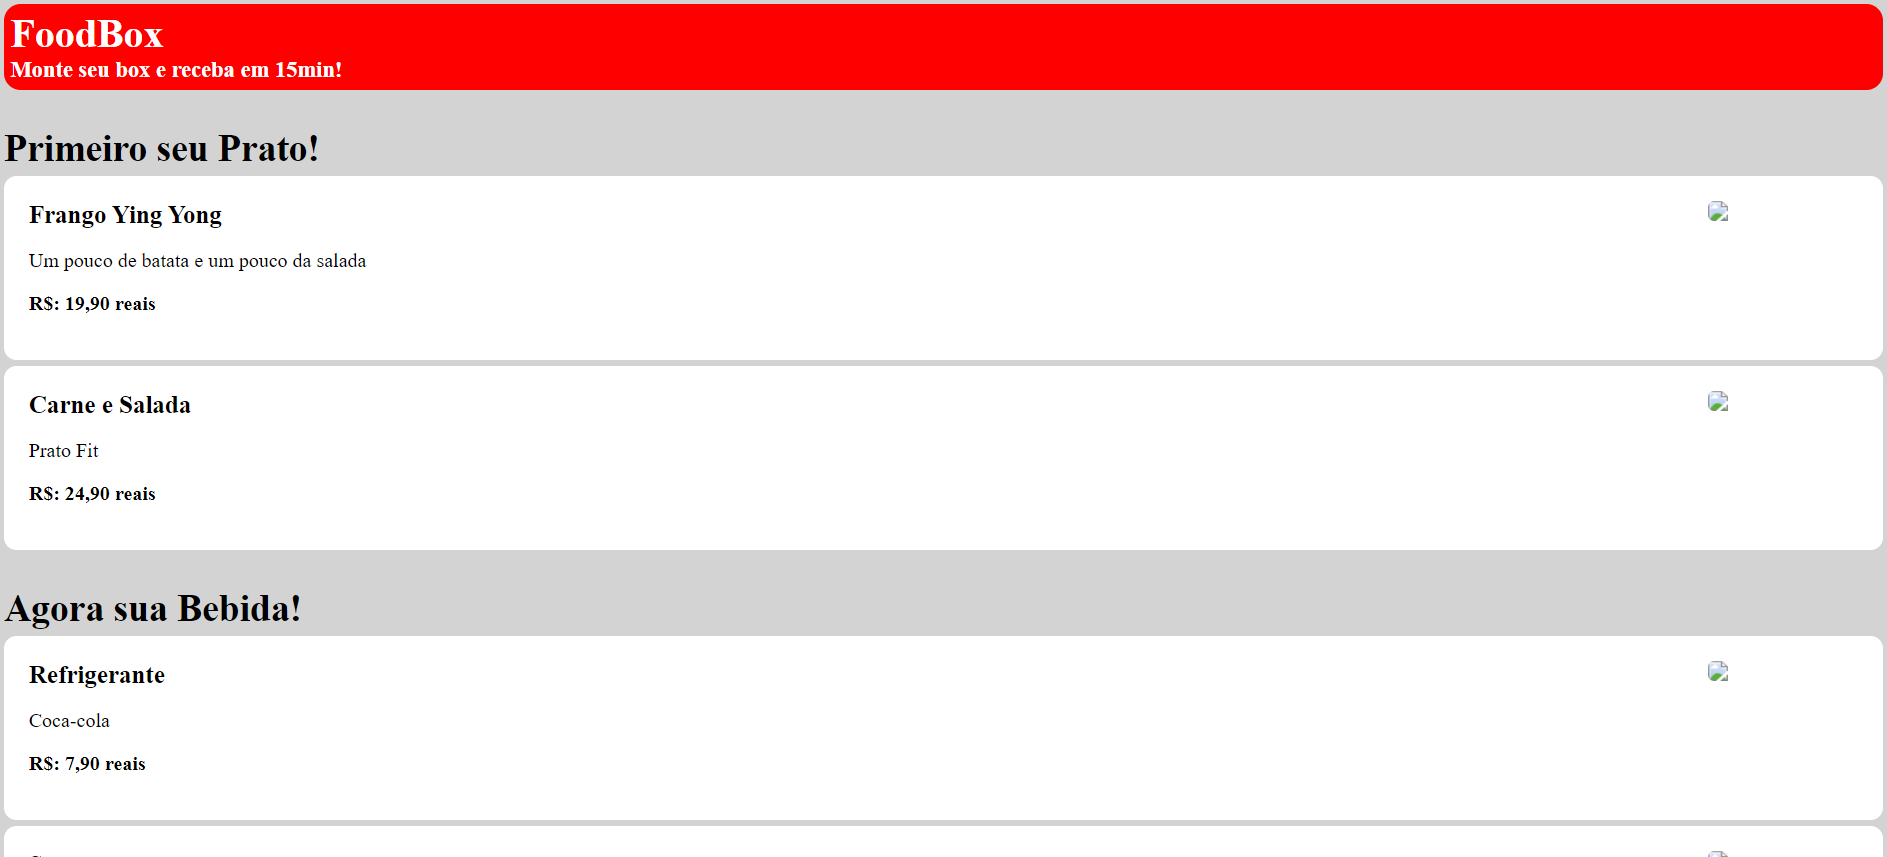 FoodBox
Monte seu box e receba em 15min!
Primeiro seu Prato!
Frango Ying Yong
Um pouco de batata e um pouco da salada
R$: 19,90 reais
Carne e Salada
Prato Fit
R$: 24,90 reais
Agora sua Bebida!
Refrigerante
Coca-cola
R$: 7,90 reais